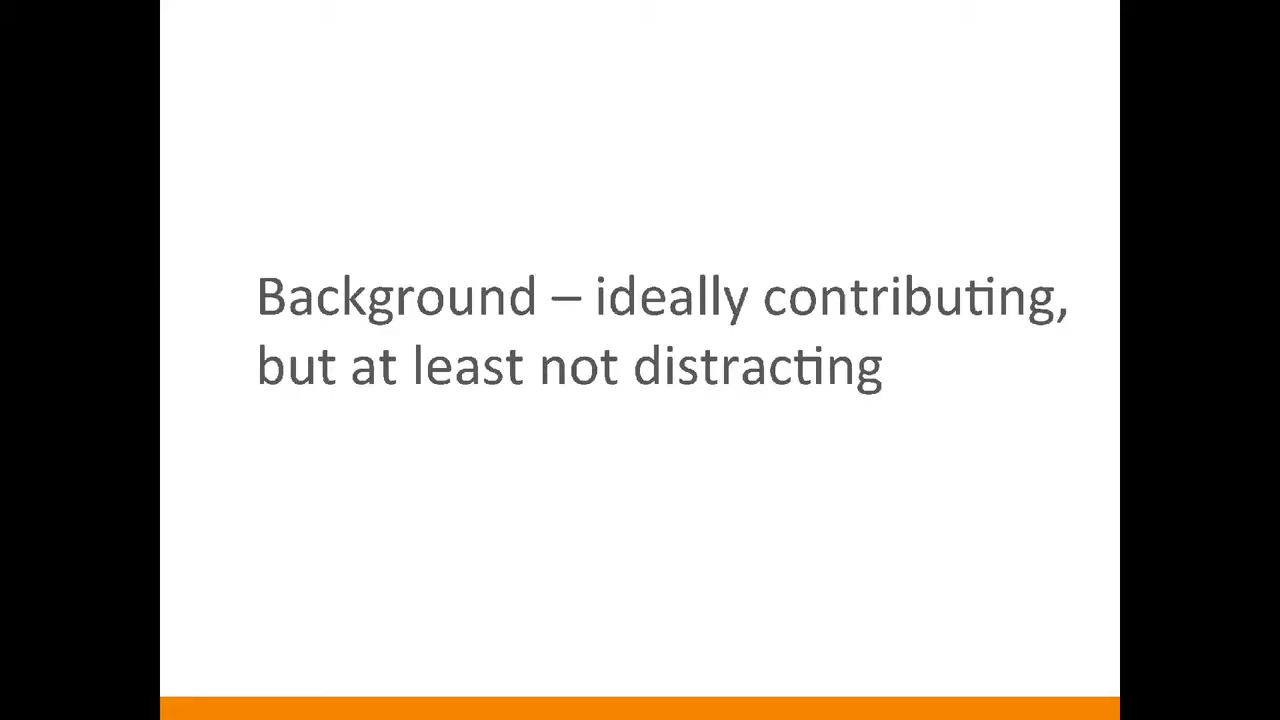 Background – ideally contributing,
but at least not distracting